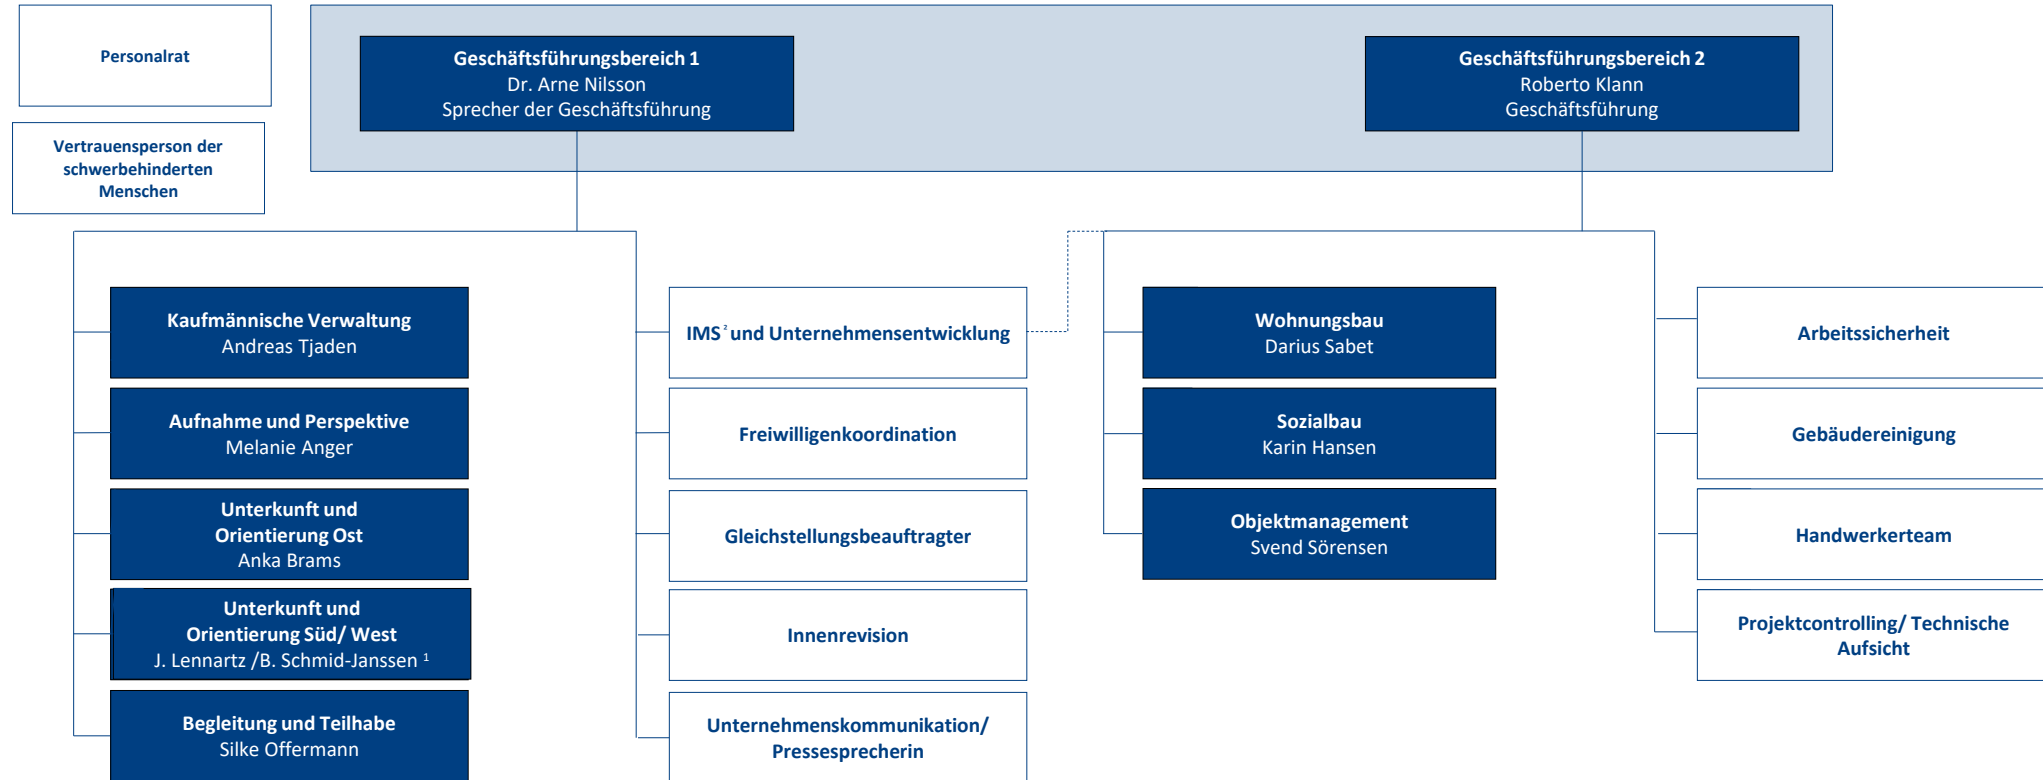 Personalrat
Vertrauensperson der
schwerbehinderten
Menschen
Geschäftsführungsbereich 1
Dr. Arne Nilsson
Sprecher der Geschäftsführung
Geschäftsführungsbereich 2
Roberto Klann
Geschäftsführung
Kaufmännische Verwaltung
Andreas Tjaden
Aufnahme und Perspektive
Melanie Anger
Unterkunft und
Orientierung Ost
Anka Brams
Unterkunft und
Orientierung Süd/ West
J. Lennartz /B. Schmid-Janssen ¹
Begleitung und Teilhabe
Silke Offermann
IMS ² und Unternehmensentwicklung
Freiwilligenkoordination
Gleichstellungsbeauftragter
Innenrevision
Unternehmenskommunikation/
Pressesprecherin
Wohnungsbau
Darius Sabet
Sozialbau
Karin Hansen
Objektmanagement
Svend Sörensen
Arbeitssicherheit
Gebäudereinigung
Handwerkerteam
Projektcontrolling/ Technische
Aufsicht